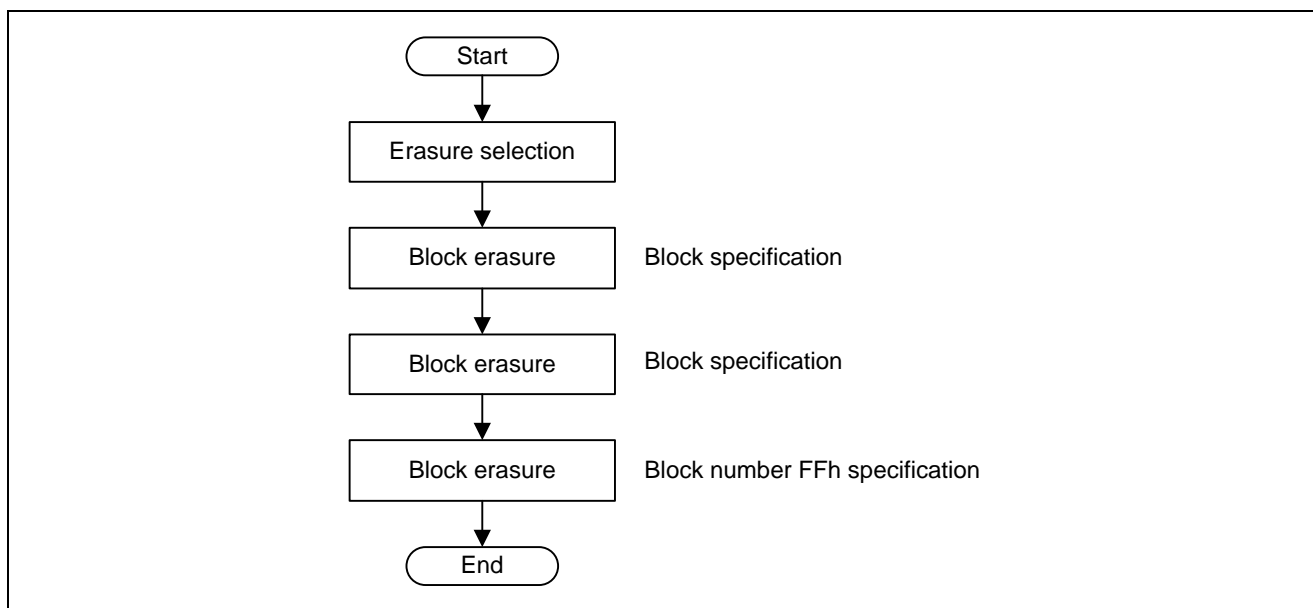 Start
Erasure selection
Block erasure
Block specification
Block erasure
Block specification
Block erasure
Block number FFh specification
End